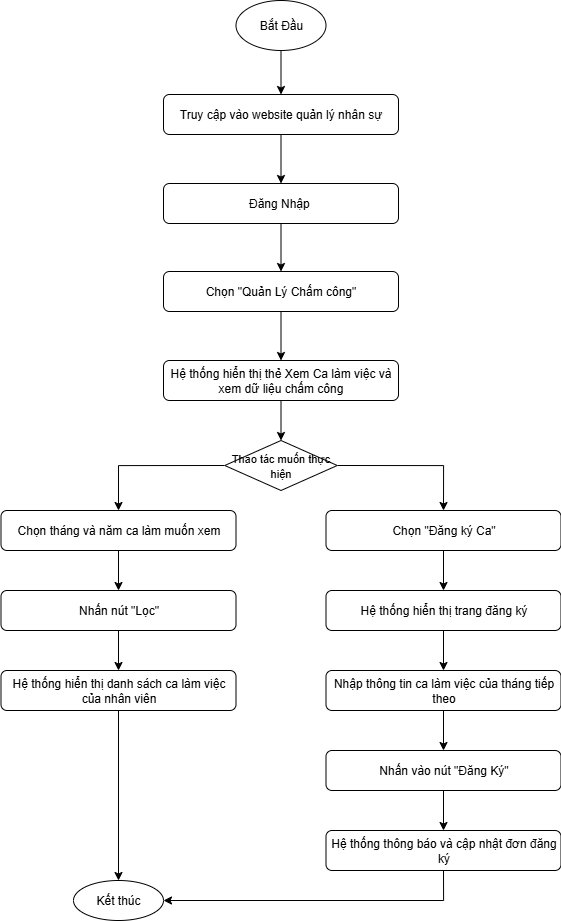 Bắt Đầu
Truy cập vào website quản lý nhân sự
Đăng Nhập
Chọn "Quản Lý Chấm công"
Hệ thống hiển thị thẻ Xem Ca làm việc và
xem dữ liệu chấm công
Thao tác muốn thực
hiện
Chọn tháng và năm ca làm muốn xem
Nhấn nút "Lọc"
Hệ thống hiển thị danh sách ca làm việc
của nhân viên
Chọn "Đăng ký Ca"
Hệ thống hiển thị trang đăng ký
Nhập thông tin ca làm việc của tháng tiếp
theo
Nhấn vào nút "Đăng Ký"
Hệ thống thông báo và cập nhật đơn đăng
ký
Kết thúc